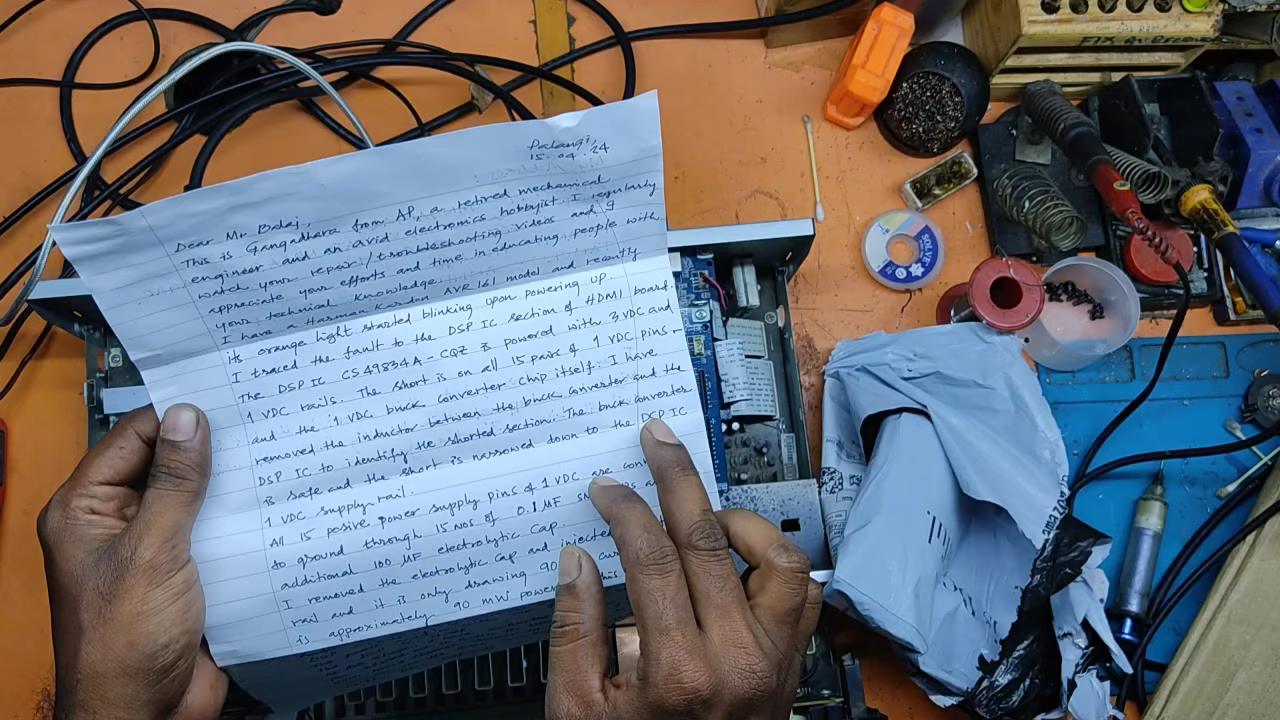 Palangi,
15.04.'24
Dear Mr Balaj,
This is Gangadhara from AP, a retired mechanical
engineer and an avid electronics hobbyist. I regularly
watch your repair/troubleshooting videos and I
appreciate your efforts and time in educating people with
your technical knowledge.
I have a Harman Kardon AVR 161 model and recently
its orange light started blinking upon powering up.
I traced the fault to the DSP IC section of HDMI board.
The DSP IC CS49834A-CQZ is powered with 3 VDC and
1 VDC rails. The short is on all 15 pairs of 1 VDC pins
and the 1 VDC buck converter chip itself. I have
removed the inductor between the buck converter and the
DSP IC to identify the shorted section. The buck converter
is safe and the short is narrowed down to the DSP IC
1 VDC supply rail.
All 15 posive power supply pins of 1 VDC are
to ground through 15 nos of 0.1 MF
additional 100 MF electrolytic cap.
I removed the electrolytic cap and injected
rail and it is only drawing 90
is approximately 90 mW power
FIX
SOLVE